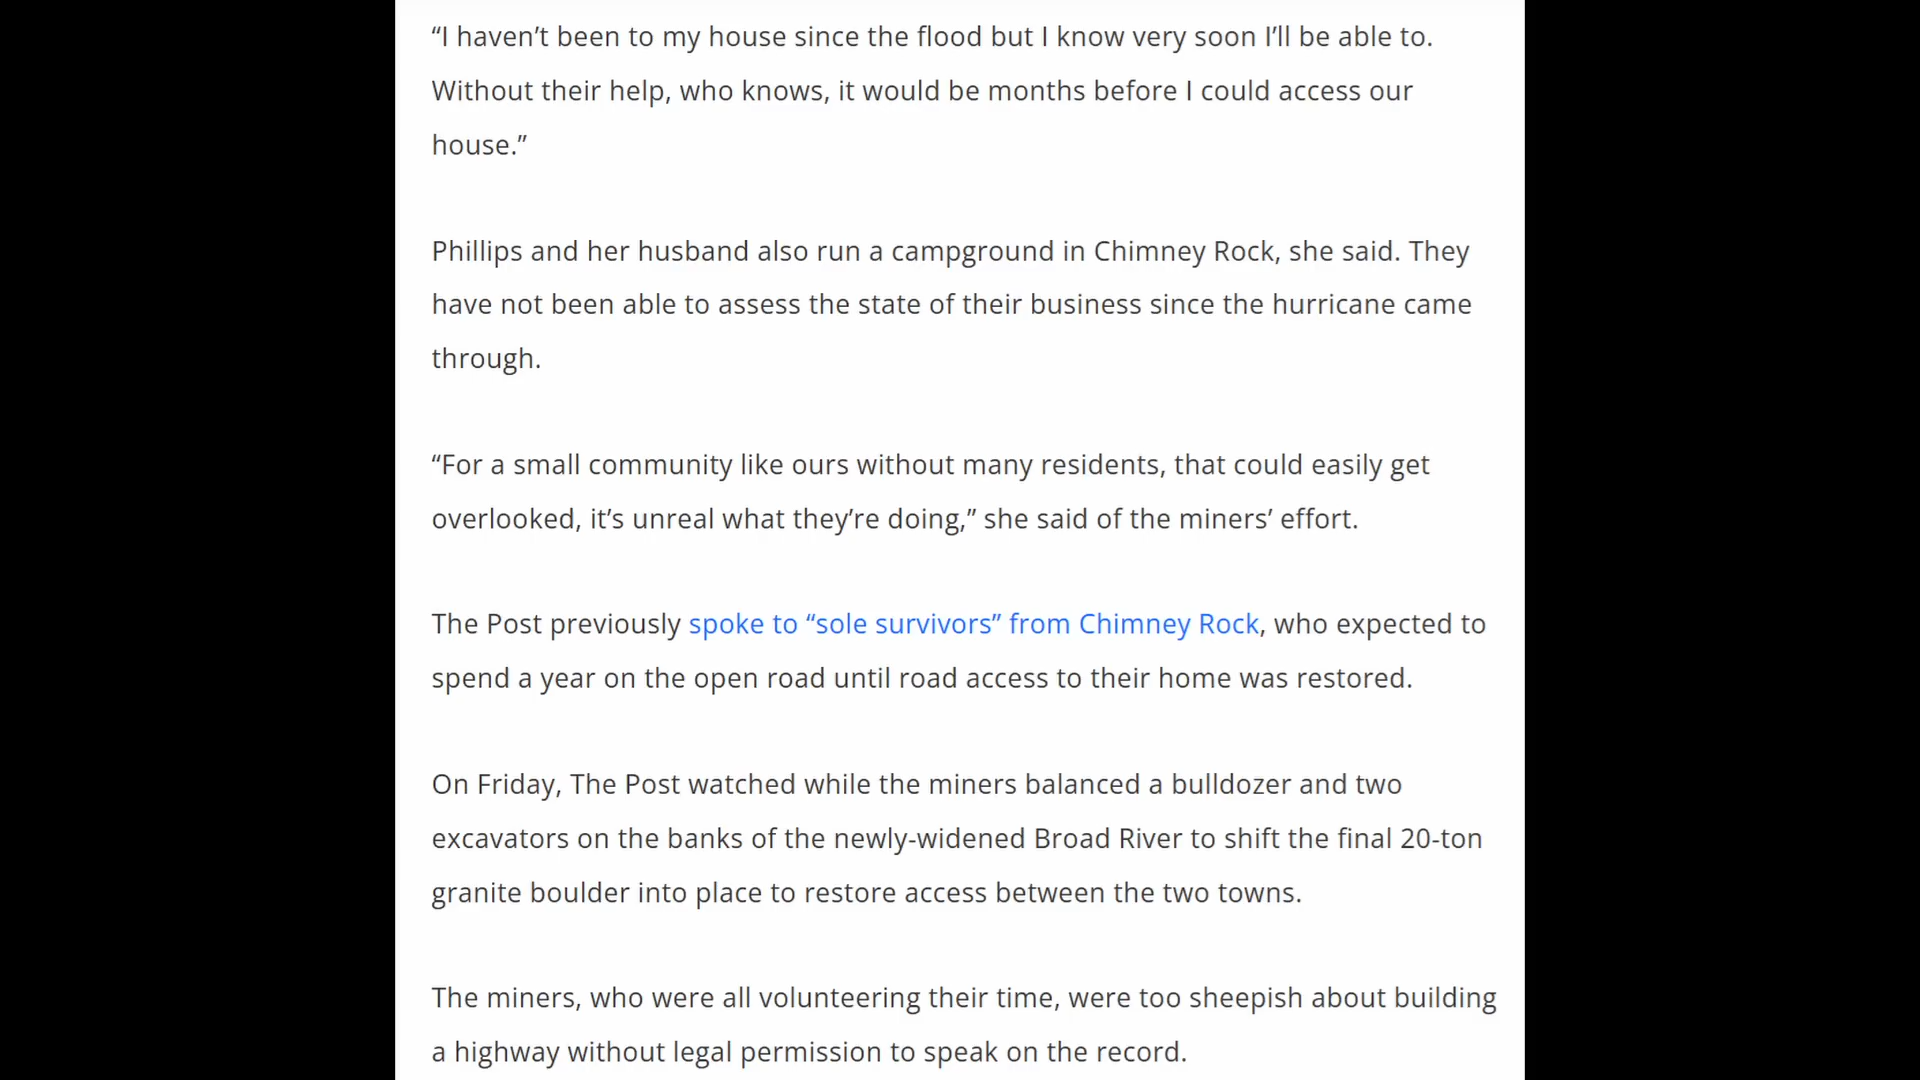 “I haven’t been to my house since the flood but I know very soon I’ll be able to.
Without their help, who knows, it would be months before I could access our
house.”
Phillips and her husband also run a campground in Chimney Rock, she said. They
have not been able to assess the state of their business since the hurricane came
through.
“For a small community like ours without many residents, that could easily get
overlooked, it’s unreal what they’re doing,” she said of the miners’ effort.
The Post previously spoke to “sole survivors” from Chimney Rock, who expected to
spend a year on the open road until road access to their home was restored.
On Friday, The Post watched while the miners balanced a bulldozer and two
excavators on the banks of the newly-widened Broad River to shift the final 20-ton
granite boulder into place to restore access between the two towns.
The miners, who were all volunteering their time, were too sheepish about building
a highway without legal permission to speak on the record.